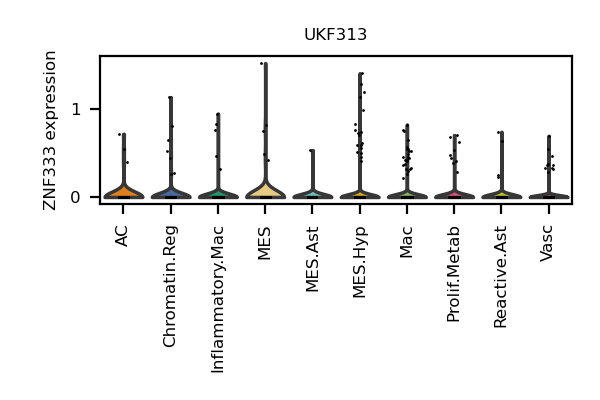 UKF313
ZNF333 expression
1
0
AC
Chromatin.Reg
Inflammatory.Mac
MES
MES.Ast
MES.Hyp
Mac
Prolif.Metab
Reactive.Ast
Vasc